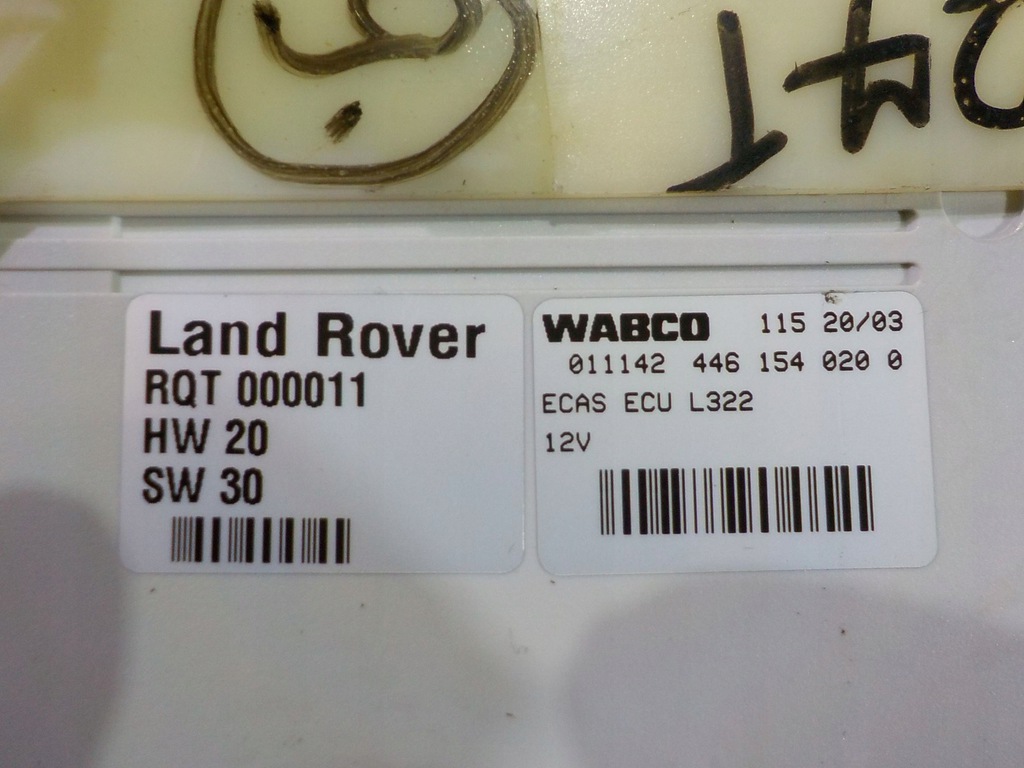 Land Rover
RQT 000011
HW 20
SW 30
WABCO 115 20/03
011142 446 154 020 0
ECAS ECU L322
12V